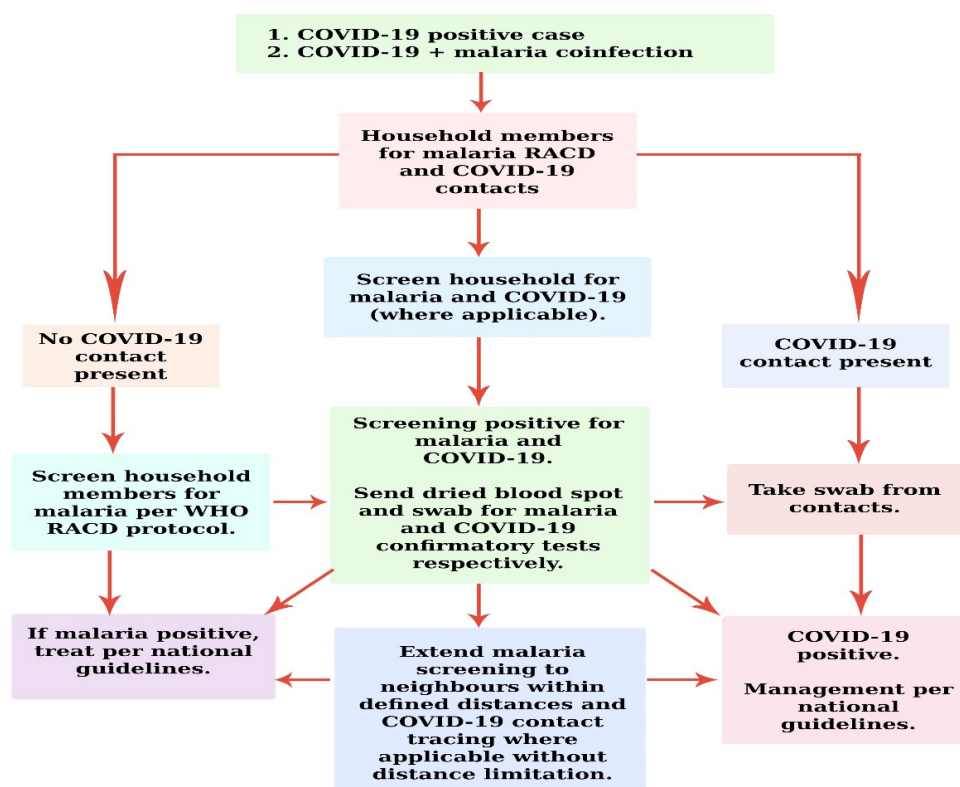 1. COVID-19 positive case
2. COVID-19 + malaria coinfection
Household members
for malaria RACD
and COVID-19
contacts
Screen household for
malaria and COVID-19
(where applicable).
No COVID-19
contact
present
COVID-19
contact present
Screening positive for
malaria and
COVID-19.
Send dried blood spot
and swab for malaria
and COVID-19
confirmatory tests
respectively.
Screen household
members for
malaria per WHO
RACD protocol.
Take swab from
contacts.
If malaria positive,
treat per national
guidelines.
Extend malaria
screening to
neighbours within
defined distances and
COVID-19 contact
tracing where
applicable without
distance limitation.
COVID-19
positive.
Management per
national
guidelines.